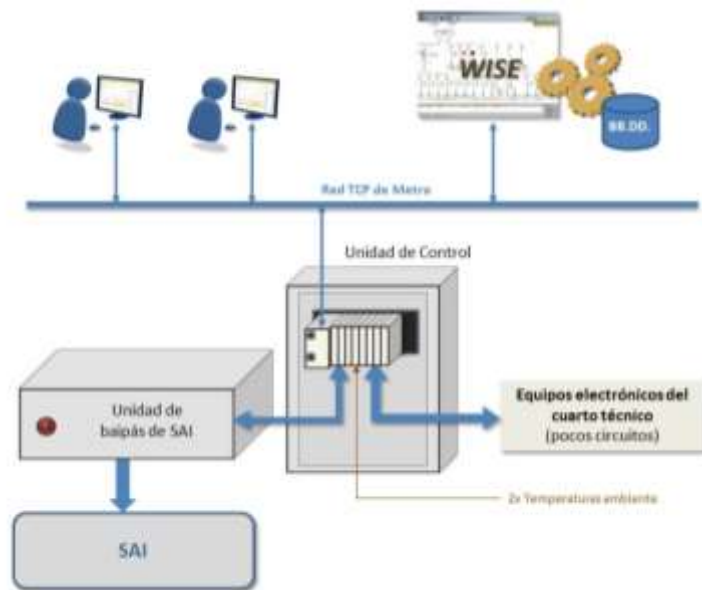 WISE
BB.DD.
Red TCP de Metro
Unidad de Control
Unidad de
baipás de SAI
Equipos electrónicos del
cuarto técnico
(pocos circuitos)
2x Temperaturas ambiente
SAI